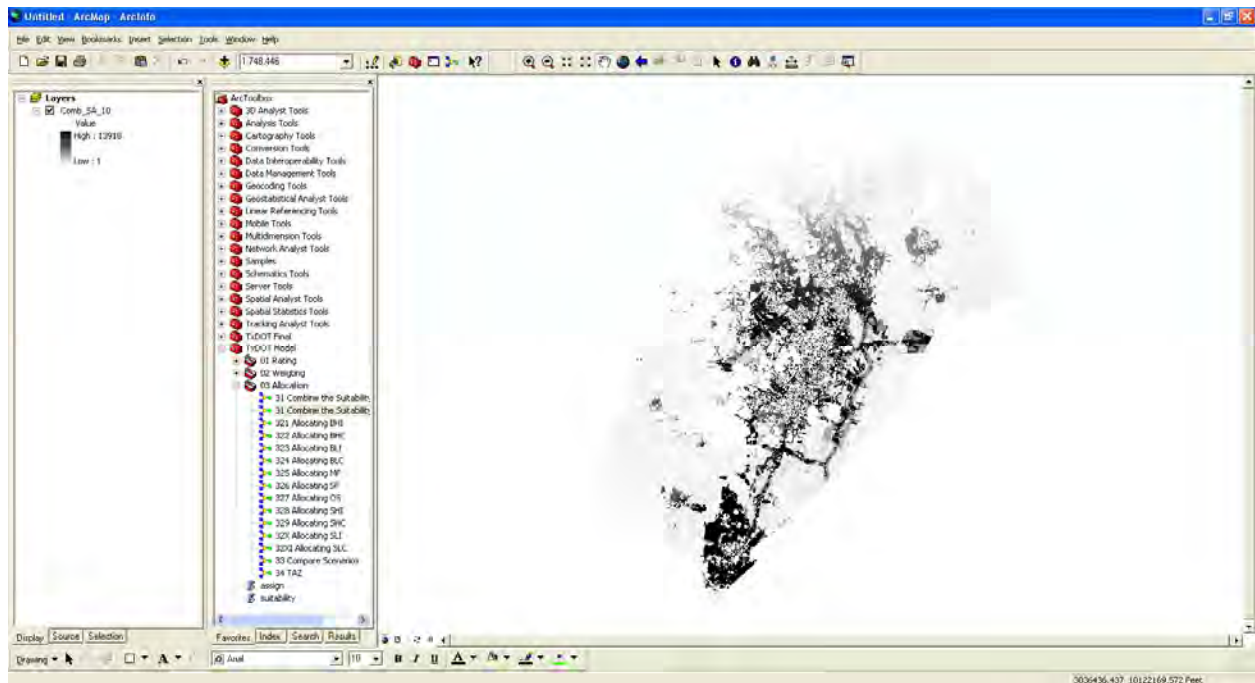 Untitled - ArcMap - ArcInfo
File Edit View Bookmarks Insert Selection Tools Window Help
1:748,446
Layers
Comb_SA_10
Value
High : 13918
Low : 1
ArcToolbox
3D Analyst Tools
Analysis Tools
Cartography Tools
Conversion Tools
Data Interoperability Tools
Data Management Tools
Geocoding Tools
Geostatistical Analyst Tools
Linear Referencing Tools
Mobile Tools
Multidimension Tools
Network Analyst Tools
Samples
Schematics Tools
Server Tools
Spatial Analyst Tools
Spatial Statistics Tools
Tracking Analyst Tools
TxDOT Final
TxDOT Model
01 Rating
02 Weighting
03 Allocation
31 Combine the Suitability
31 Combine the Suitability
321 Allocating BHI
322 Allocating BHC
323 Allocating BLI
324 Allocating BLC
325 Allocating MF
326 Allocating SF
327 Allocating OS
328 Allocating SHI
329 Allocating SHC
32X Allocating SLI
32XI Allocating SLC
33 Compare Scenarios
34 TAZ
assign
suitability
Display Source Selection
Favorites Index Search Results
Drawing
A
Arial
10
B I U A
3036436.437 10122169.572 Feet